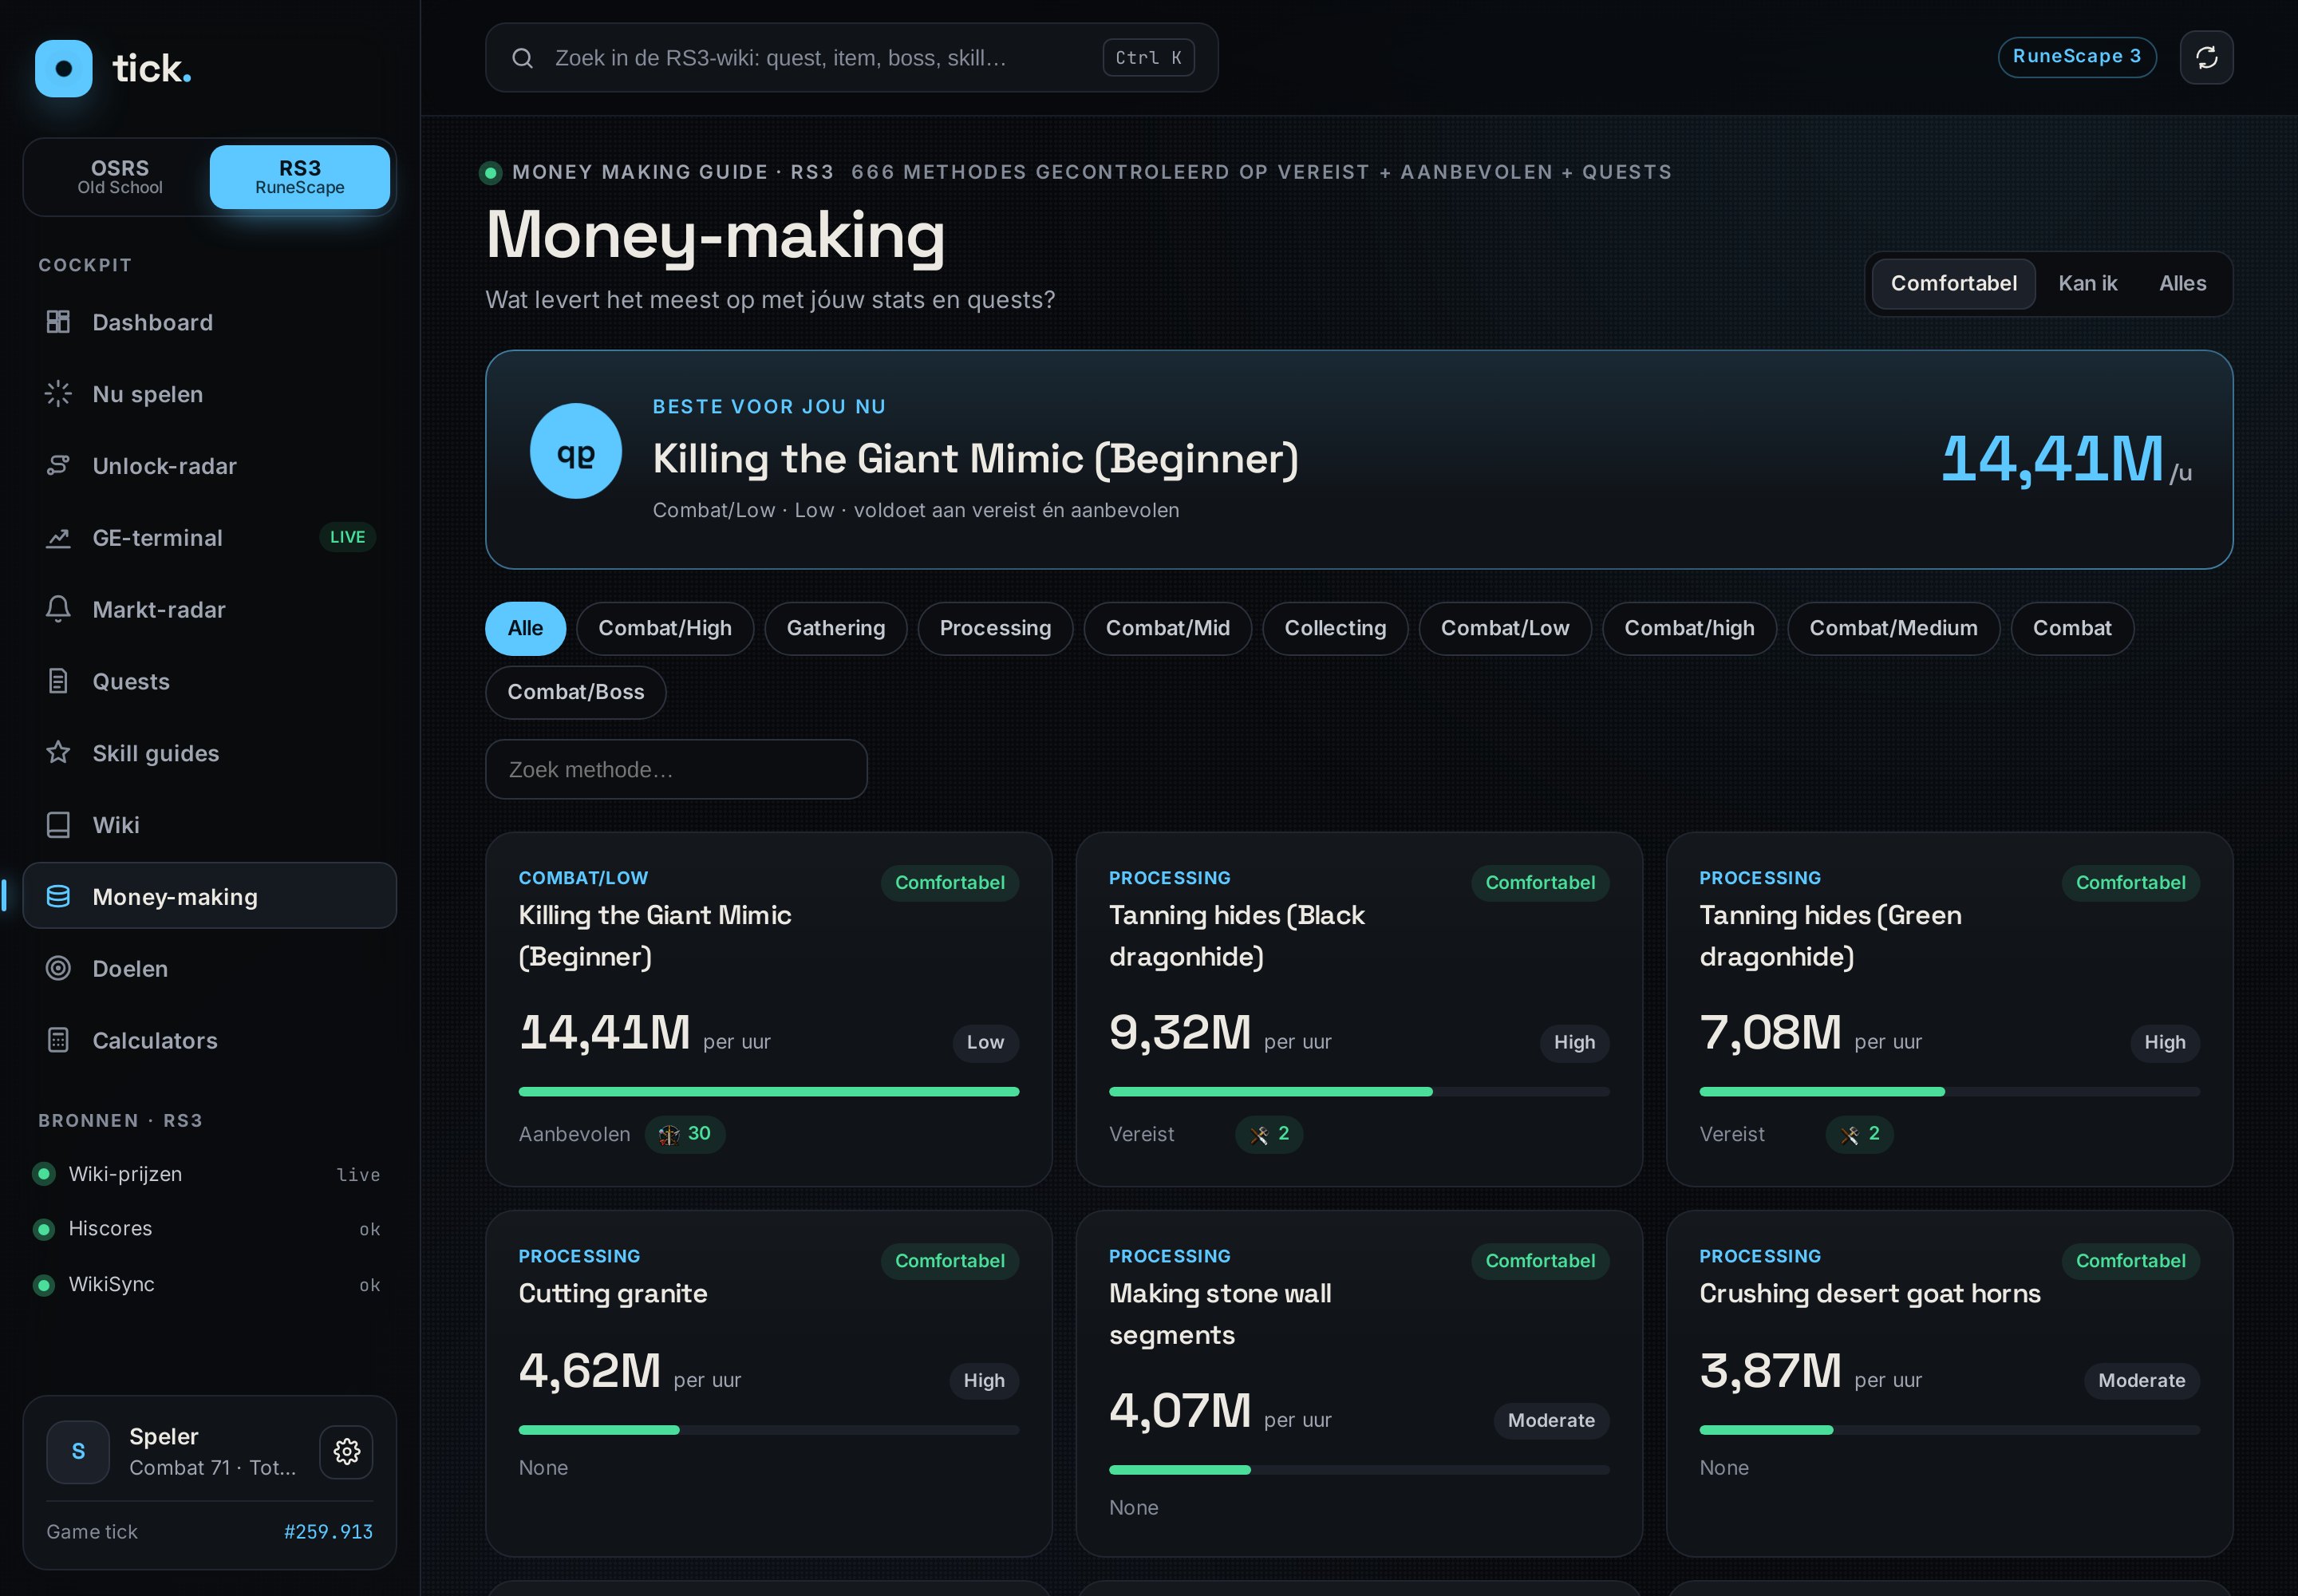 tick.
OSRS
Old School
RS3
RuneScape
COCKPIT
Dashboard
Nu spelen
Unlock-radar
GE-terminal LIVE
Markt-radar
Quests
Skill guides
Wiki
Money-making
Doelen
Calculators
BRONNEN · RS3
Wiki-prijzen live
Hiscores ok
WikiSync ok
S
Speler
Combat 71 · Tot…
Game tick #259.913
Zoek in de RS3-wiki: quest, item, boss, skill… Ctrl K
RuneScape 3
MONEY MAKING GUIDE · RS3 666 METHODES GECONTROLEERD OP VEREIST + AANBEVOLEN + QUESTS
Money-making
Wat levert het meest op met jóuw stats en quests?
Comfortabel Kan ik Alles
BESTE VOOR JOU NU
Killing the Giant Mimic (Beginner)
Combat/Low · Low · voldoet aan vereist én aanbevolen
14,41M/u
Alle Combat/High Gathering Processing Combat/Mid Collecting Combat/Low Combat/high Combat/Medium Combat
Combat/Boss
Zoek methode…
COMBAT/LOW Comfortabel
Killing the Giant Mimic
(Beginner)
14,41M per uur Low
Aanbevolen 30
PROCESSING Comfortabel
Tanning hides (Black
dragonhide)
9,32M per uur High
Vereist 2
PROCESSING Comfortabel
Tanning hides (Green
dragonhide)
7,08M per uur High
Vereist 2
PROCESSING Comfortabel
Cutting granite
4,62M per uur High
None
PROCESSING Comfortabel
Making stone wall
segments
4,07M per uur Moderate
None
PROCESSING Comfortabel
Crushing desert goat horns
3,87M per uur Moderate
None